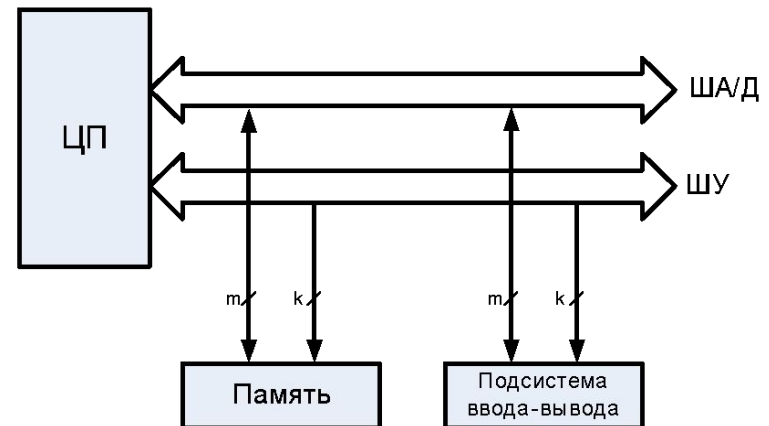 ЦП
ША/Д
ШУ
m
k
m
k
Память
Подсистема
ввода-вывода